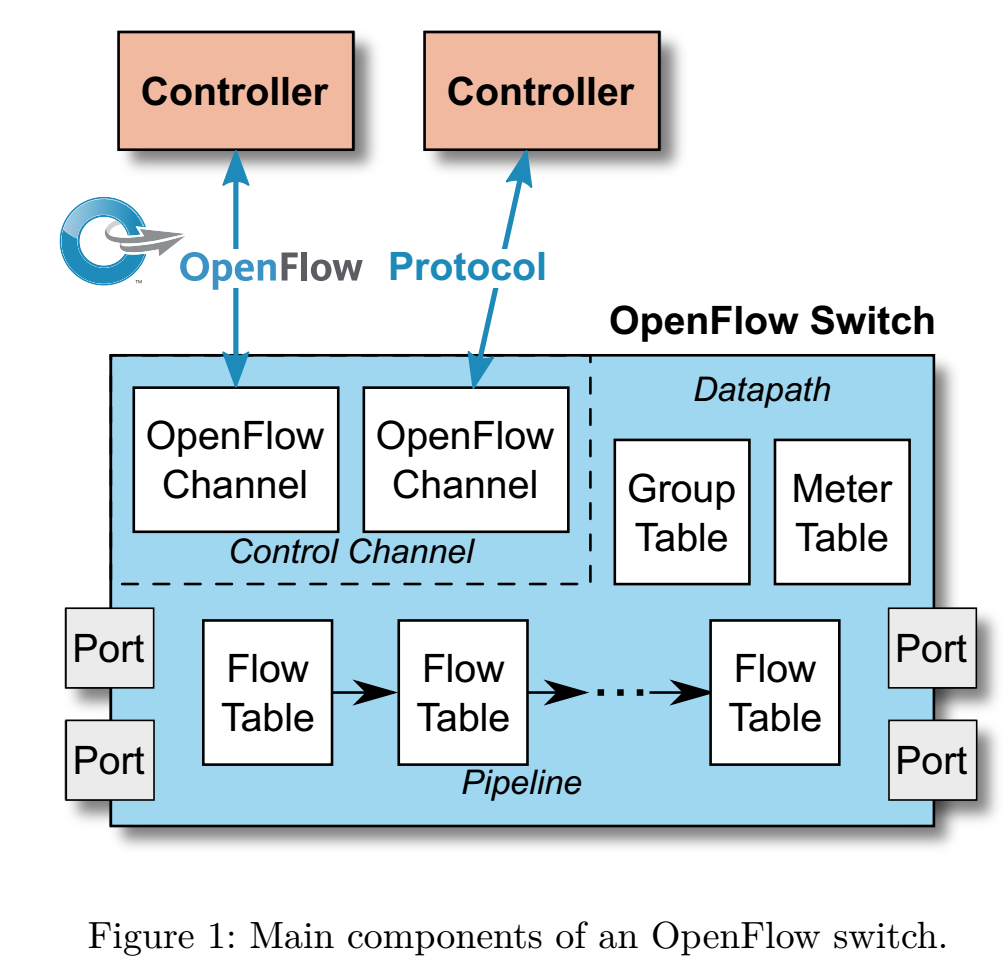 Controller
Controller
OpenFlow Protocol
™
OpenFlow Switch
OpenFlow
Channel
OpenFlow
Channel
Control Channel
Datapath
Group
Table
Meter
Table
Port
Port
Flow
Table
Flow
Table
...
Flow
Table
Pipeline
Port
Port
Figure 1: Main components of an OpenFlow switch.